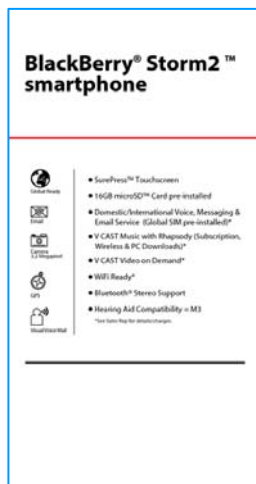 BlackBerry® Storm2 ™
smartphone
Global Ready
Email
Camera
3.2 Megapixel
GPS
Visual Voice Mail
• SurePress™ Touchscreen
• 16GB microSD™ Card pre-installed
• Domestic/International Voice, Messaging &
Email Service (Global SIM pre-installed)*
• V CAST Music with Rhapsody (Subscription,
Wireless & PC Downloads)*
• V CAST Video on Demand*
• WiFi Ready*
• Bluetooth® Stereo Support
• Hearing Aid Compatibility = M3
*See Sales Rep for details/charges.